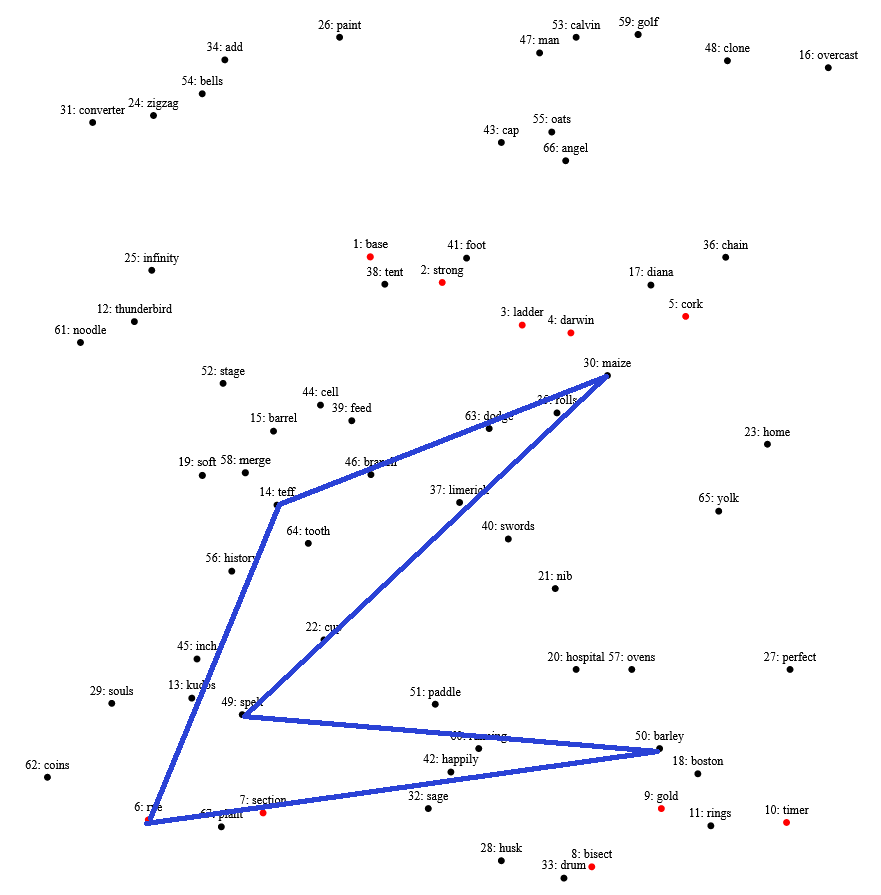 26: paint
53: calvin
59: golf
47: man
34: add
48: clone
16: overcast
54: bells
24: zigzag
31: converter
55: oats
43: cap
66: angel
1: base
41: foot
36: chain
25: infinity
38: tent
2: strong
17: diana
12: thunderbird
3: ladder
4: darwin
5: cork
61: noodle
30: maize
52: stage
44: cell
39: feed
rolls
15: barrel
63: dodge
23: home
19: soft
58: merge
46: branch
14: teff
37: limerick
65: yolk
64: tooth
40: swords
56: history
21: nib
22: cup
45: inch
20: hospital
57: ovens
27: perfect
29: souls
13: kudos
49: spelt
51: paddle
50: barley
42: happily
18: boston
62: coins
6: rye
7: section
32: sage
9: gold
11: rings
10: timer
67: plant
28: husk
8: bisect
33: drum